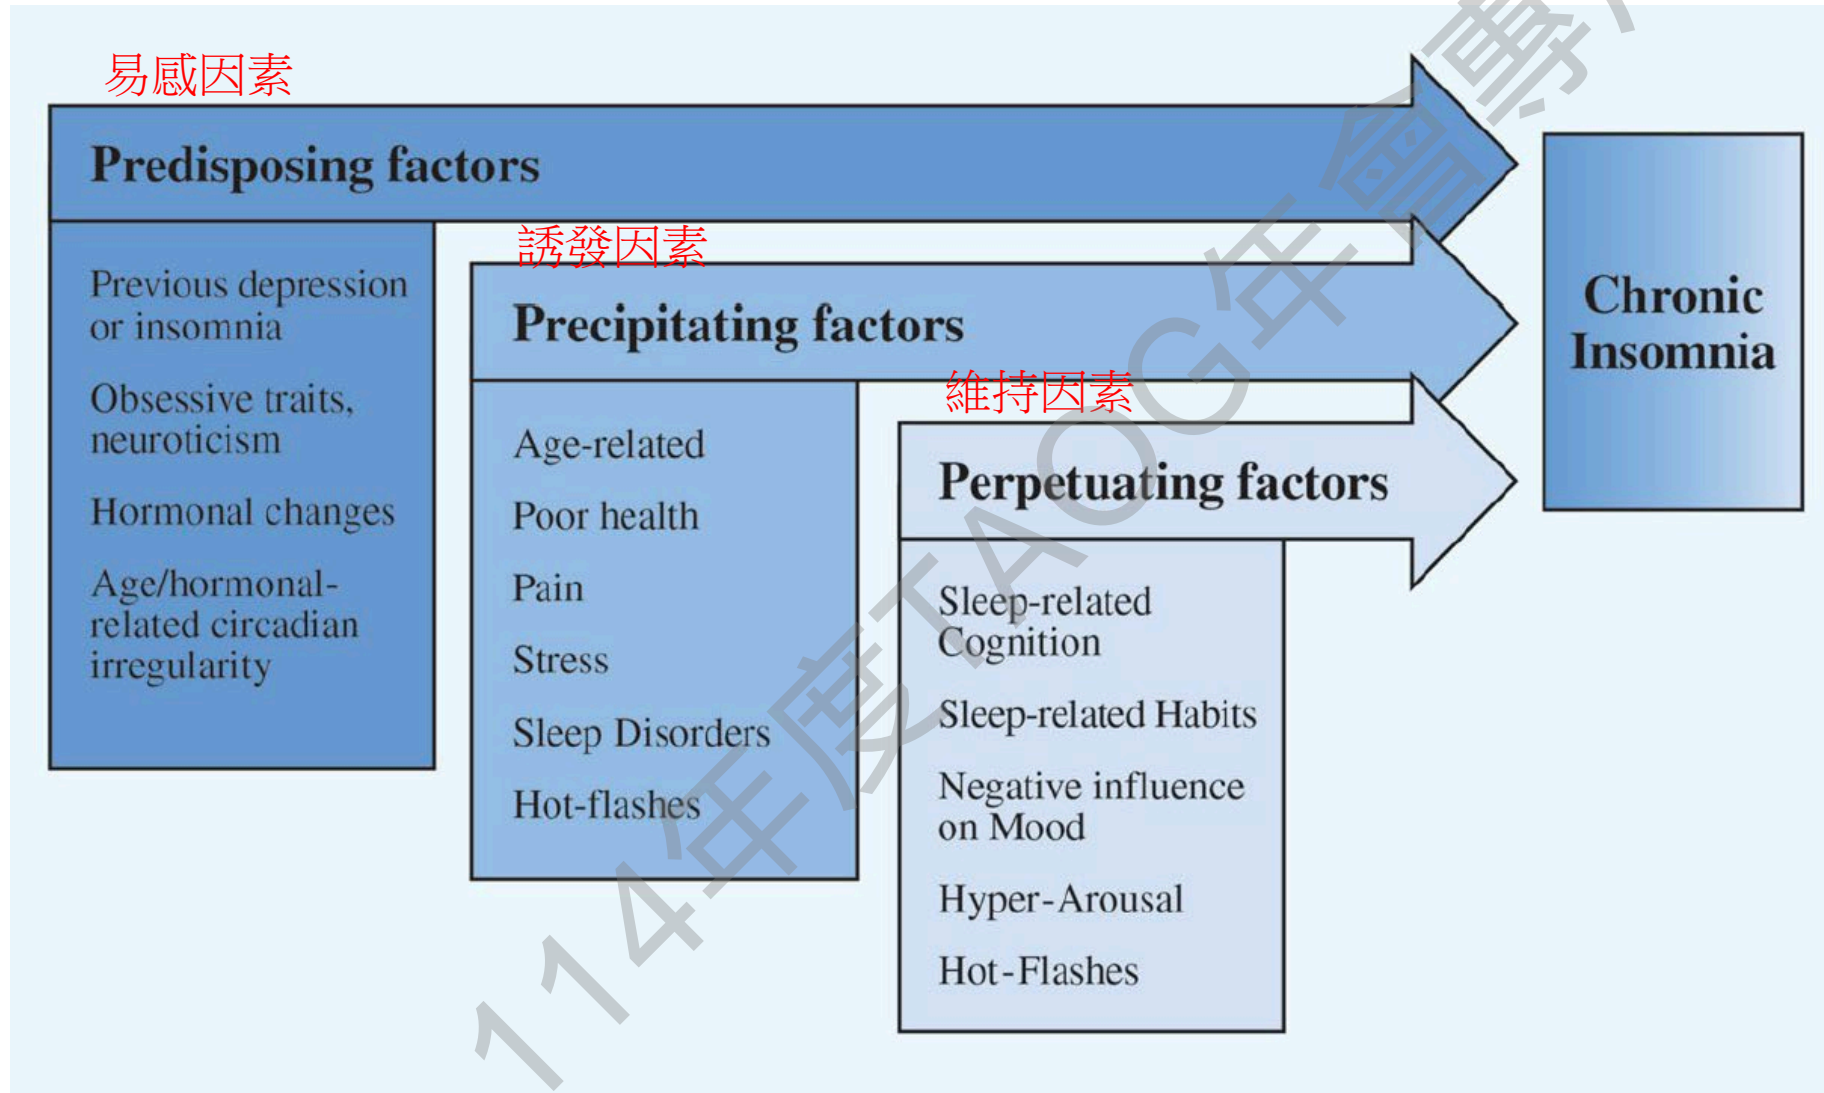 易感因素
Predisposing factors
Previous depression
or insomnia
Obsessive traits,
neuroticism
Hormonal changes
Age/hormonal-
related circadian
irregularity
誘發因素
Precipitating factors
Age-related
Poor health
Pain
Stress
Sleep Disorders
Hot-flashes
維持因素
Perpetuating factors
Sleep-related
Cognition
Sleep-related Habits
Negative influence
on Mood
Hyper-Arousal
Hot-Flashes
Chronic
Insomnia
114年度TAOG年會專